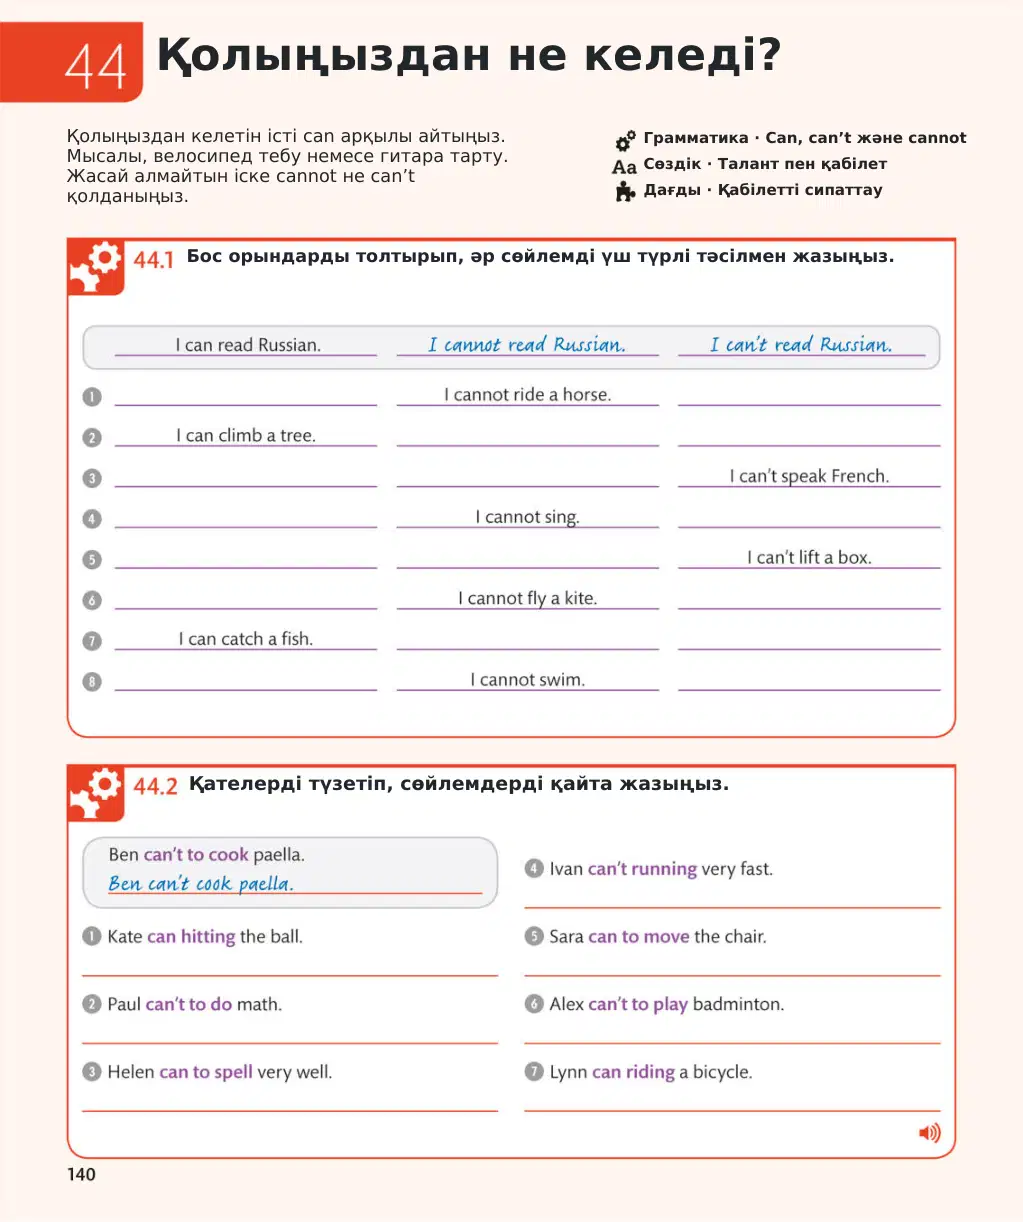 44
Қолыңыздан не келеді?
Қолыңыздан келетін істі can арқылы айтыңыз.
Мысалы, велосипед тебу немесе гитара тарту.
Жасай алмайтын іске cannot не can’t
қолданыңыз.
Грамматика · Can, can’t және cannot
Aa Сөздік · Талант пен қабілет
Дағды · Қабілетті сипаттау
44.1 Бос орындарды толтырып, әр сөйлемді үш түрлі тәсілмен жазыңыз.
I can read Russian. I cannot read Russian. I can’t read Russian.
1 I cannot ride a horse.
2 I can climb a tree.
3 I can’t speak French.
4 I cannot sing.
5 I can’t lift a box.
6 I cannot fly a kite.
7 I can catch a fish.
8 I cannot swim.
44.2 Қателерді түзетіп, сөйлемдерді қайта жазыңыз.
Ben can’t to cook paella.
Ben can’t cook paella.
1 Kate can hitting the ball.
2 Paul can’t to do math.
3 Helen can to spell very well.
4 Ivan can’t running very fast.
5 Sara can to move the chair.
6 Alex can’t to play badminton.
7 Lynn can riding a bicycle.
140